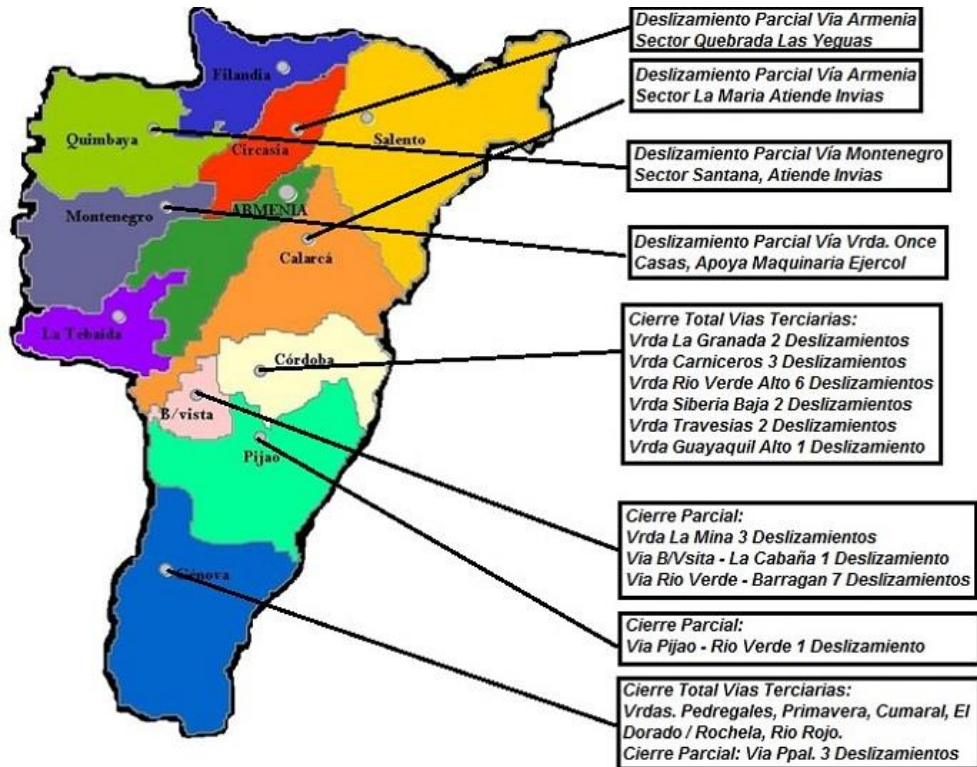 Filandia
Quimbaya
Circasía
Salento
Montenegro
ARMENIA
Calarcá
La Tebaida
Córdoba
B/vista
Pijao
Génova
Deslizamiento Parcial Via Armenia
Sector Quebrada Las Yeguas
Deslizamiento Parcial Vía Armenia
Sector La Maria Atiende Invias
Deslizamiento Parcial Vía Montenegro
Sector Santana, Atiende Invias
Deslizamiento Parcial Vía Vrda. Once
Casas, Apoya Maquinaria Ejercol
Cierre Total Vias Terciarias:
Vrda La Granada 2 Deslizamientos
Vrda Carniceros 3 Deslizamientos
Vrda Rio Verde Alto 6 Deslizamientos
Vrda Siberia Baja 2 Deslizamientos
Vrda Travesias 2 Deslizamientos
Vrda Guayaquil Alto 1 Deslizamiento
Cierre Parcial:
Vrda La Mina 3 Deslizamientos
Via B/Vsita - La Cabaña 1 Deslizamiento
Via Rio Verde - Barragan 7 Deslizamientos
Cierre Parcial:
Via Pijao - Rio Verde 1 Deslizamiento
Cierre Total Vias Terciarias:
Vrdas. Pedregales, Primavera, Cumaral, El
Dorado / Rochela, Rio Rojo.
Cierre Parcial: Via Ppal. 3 Deslizamientos